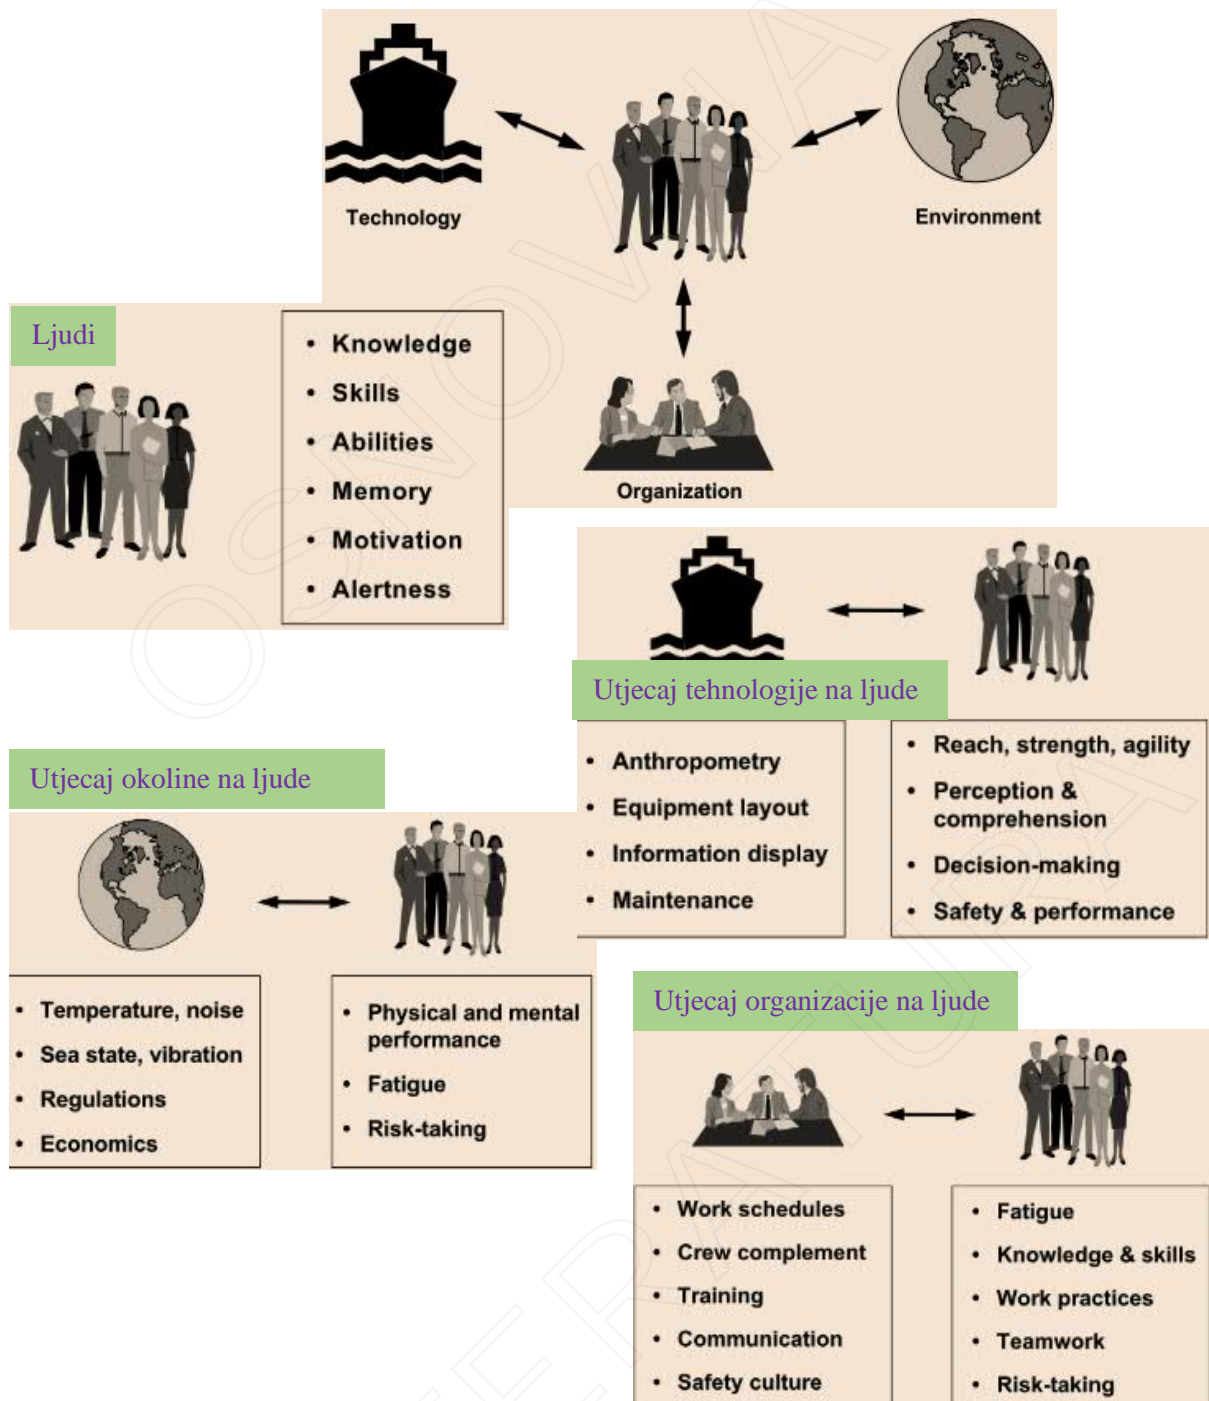 Technology
Environment
Organization
Ljudi
• Knowledge
• Skills
• Abilities
• Memory
• Motivation
• Alertness
Utjecaj tehnologije na ljude
• Anthropometry
• Equipment layout
• Information display
• Maintenance
• Reach, strength, agility
• Perception &
comprehension
• Decision-making
• Safety & performance
Utjecaj okoline na ljude
• Temperature, noise
• Sea state, vibration
• Regulations
• Economics
• Physical and mental
performance
• Fatigue
• Risk-taking
Utjecaj organizacije na ljude
• Work schedules
• Crew complement
• Training
• Communication
• Safety culture
• Fatigue
• Knowledge & skills
• Work practices
• Teamwork
• Risk-taking
OSNOVNA